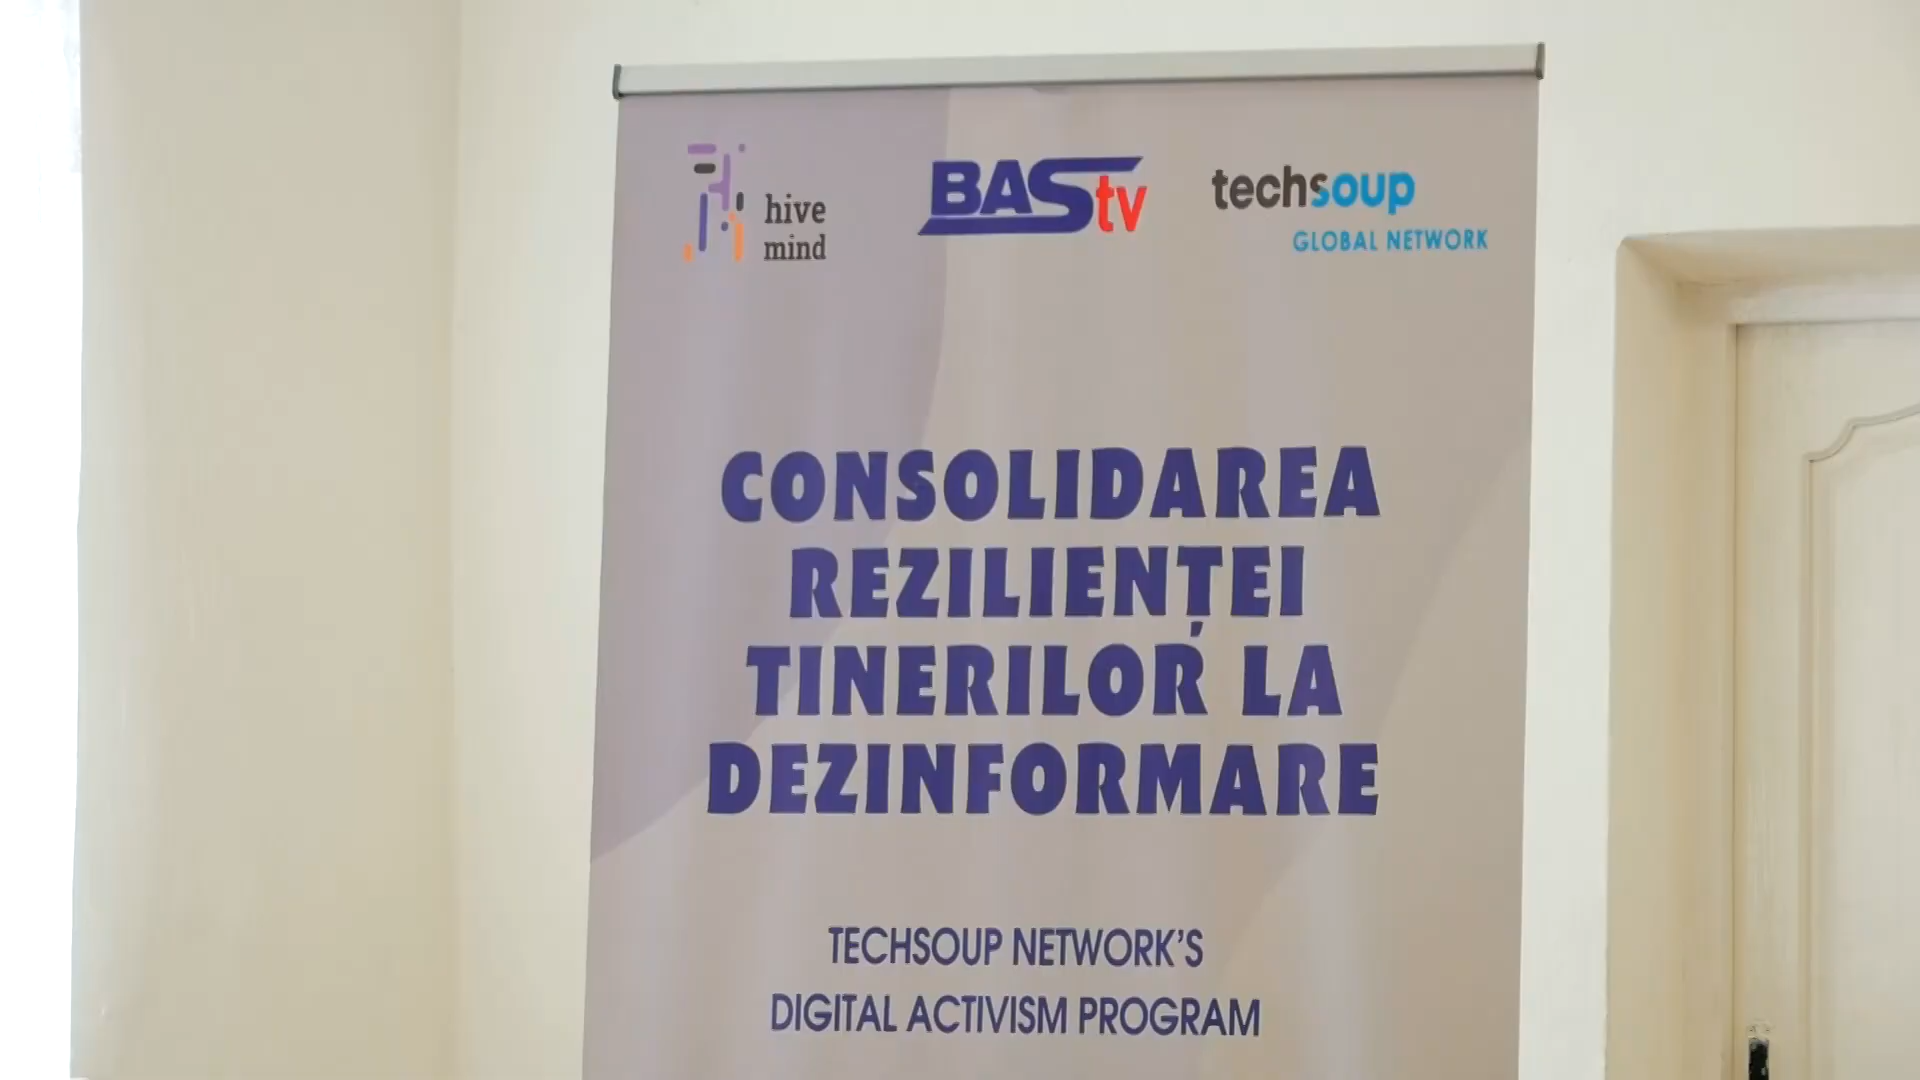 hive
mind
BAStv
techsoup
GLOBAL NETWORK
CONSOLIDAREA
REZILIENȚEI
TINERILOR LA
DEZINFORMARE
TECHSOUP NETWORK'S
DIGITAL ACTIVISM PROGRAM